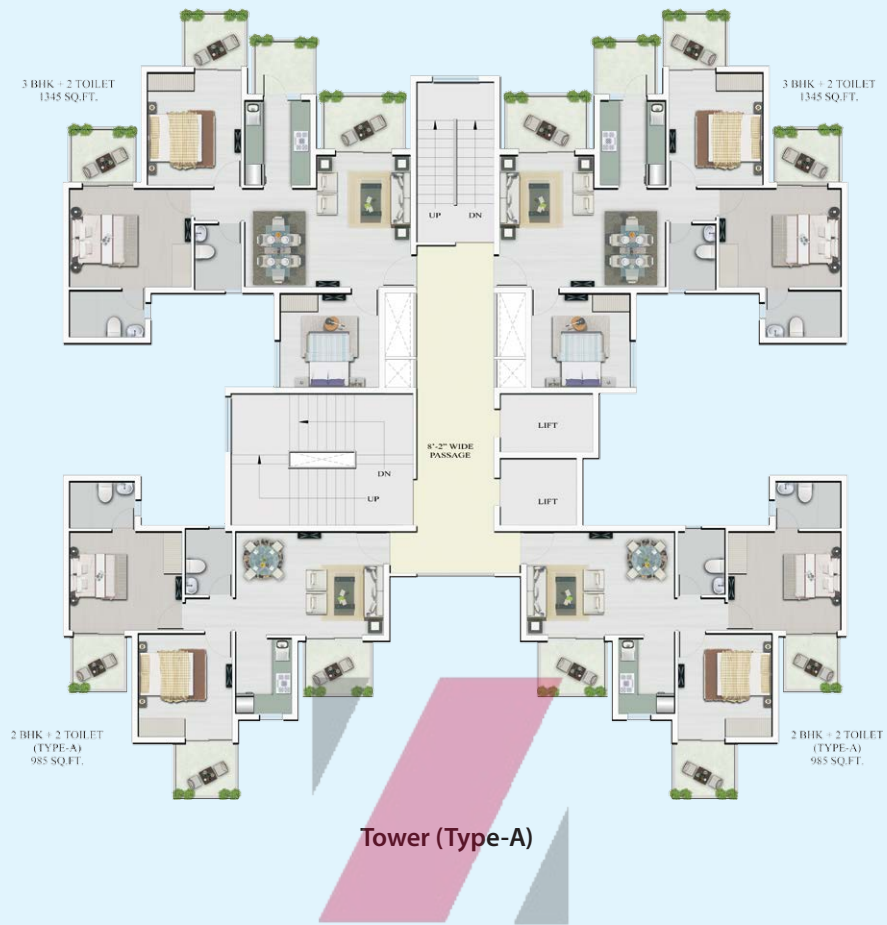 3 BHK + 2 TOILET
1345 SQ.FT.
3 BHK + 2 TOILET
1345 SQ.FT.
UP
DN
UP
DN
8'-2" WIDE
PASSAGE
LIFT
LIFT
2 BHK + 2 TOILET
(TYPE-A)
985 SQ.FT.
2 BHK + 2 TOILET
(TYPE-A)
985 SQ.FT.
Tower (Type-A)